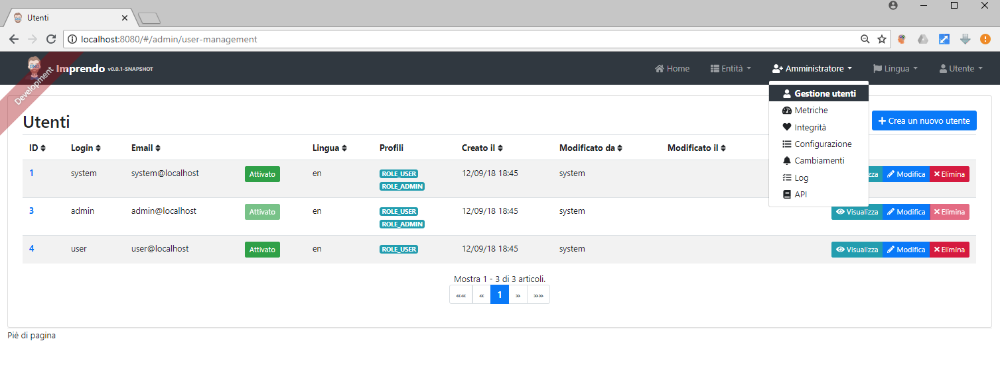 Utenti
localhost:8080/#/admin/user-management
Development
Imprendo v0.0.1-SNAPSHOT
Home Entità Amministratore Lingua Utente
Gestione utenti
Metriche
Integrità
Configurazione
Cambiamenti
Log
API
Utenti
+ Crea un nuovo utente
ID Login Email Lingua Profili Creato il Modificato da Modificato il
1 system system@localhost Attivato en ROLE_USER 12/09/18 18:45 system zza Modifica Elimina
ROLE_ADMIN
3 admin admin@localhost Attivato en ROLE_USER 12/09/18 18:45 system Visualizza Modifica Elimina
ROLE_ADMIN
4 user user@localhost Attivato en ROLE_USER 12/09/18 18:45 system Visualizza Modifica Elimina
Mostra 1 - 3 di 3 articoli.
«« « 1 » »»
Piè di pagina